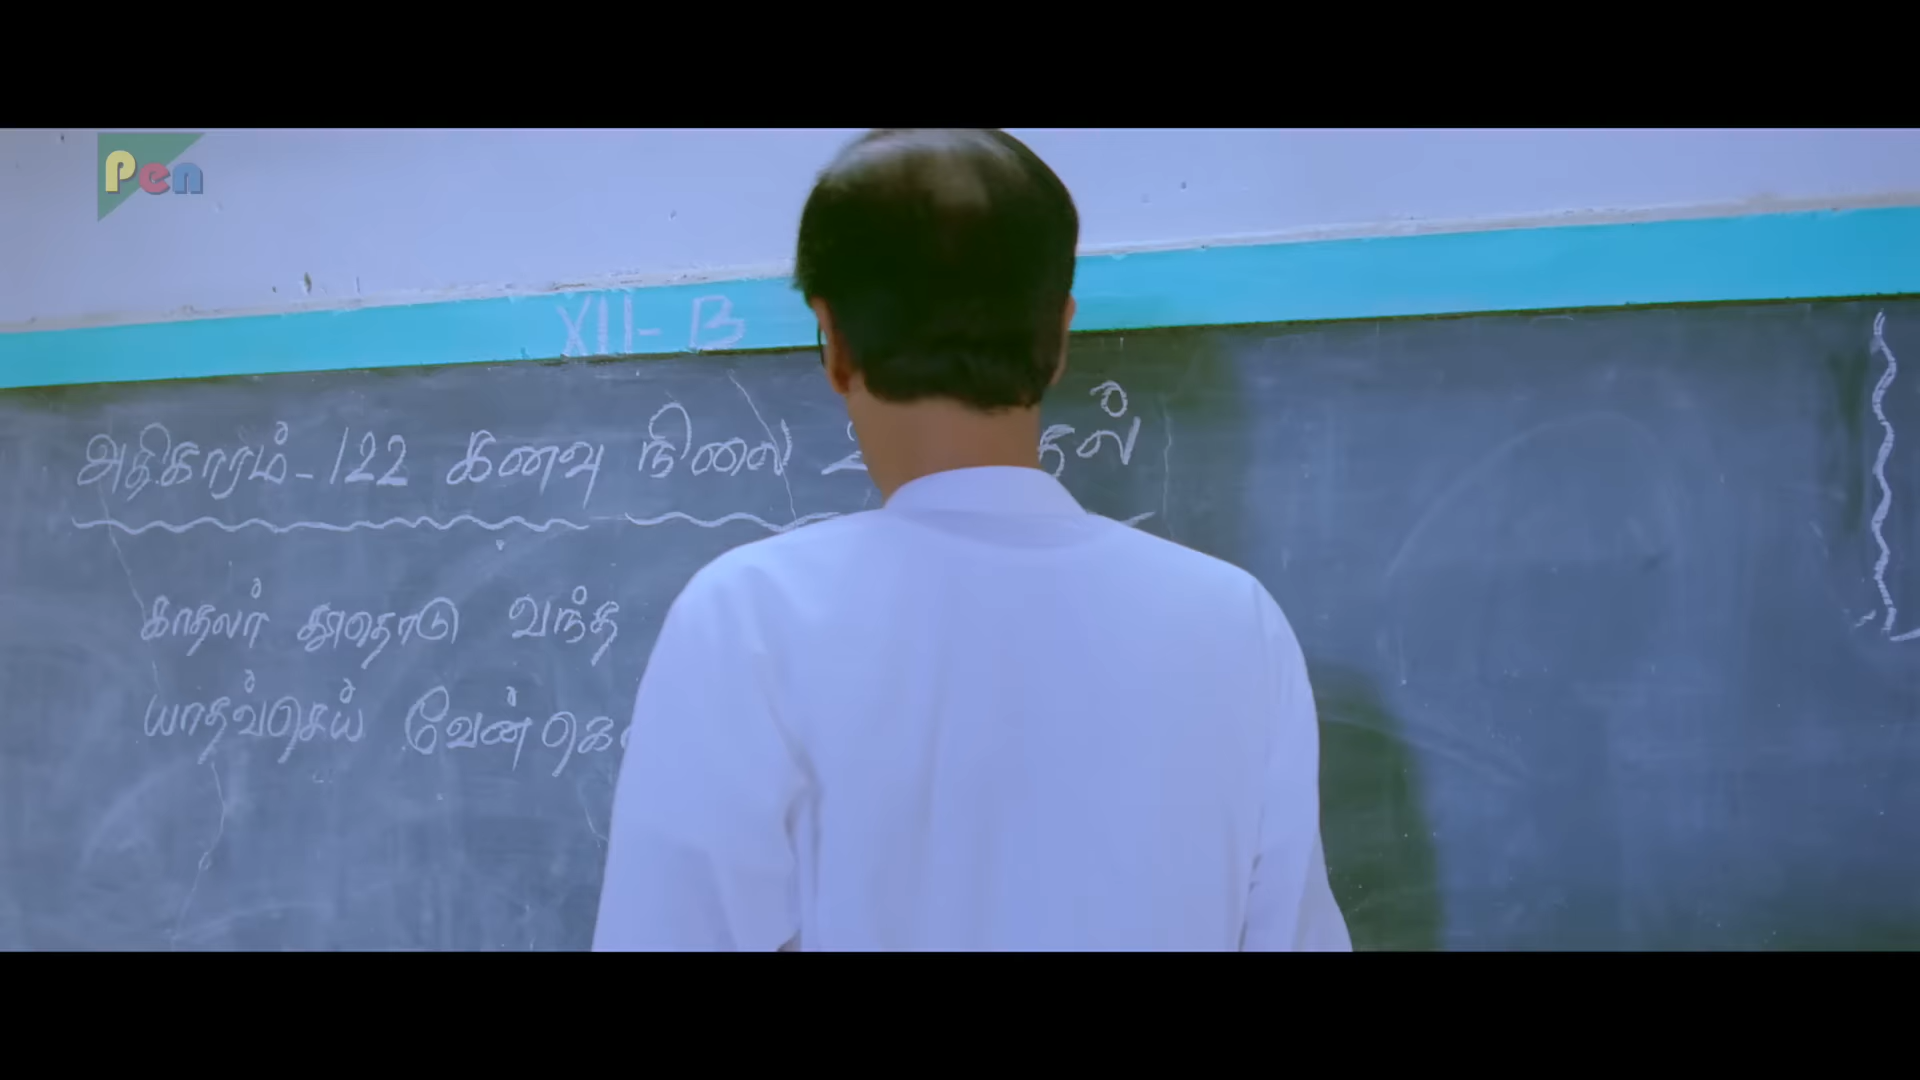 Pen
XII-B
அதிகாரம்-122 கனவு நிலை
காதலர் தூதொடு வந்த
யாதுவ்செய் வேன்கொ